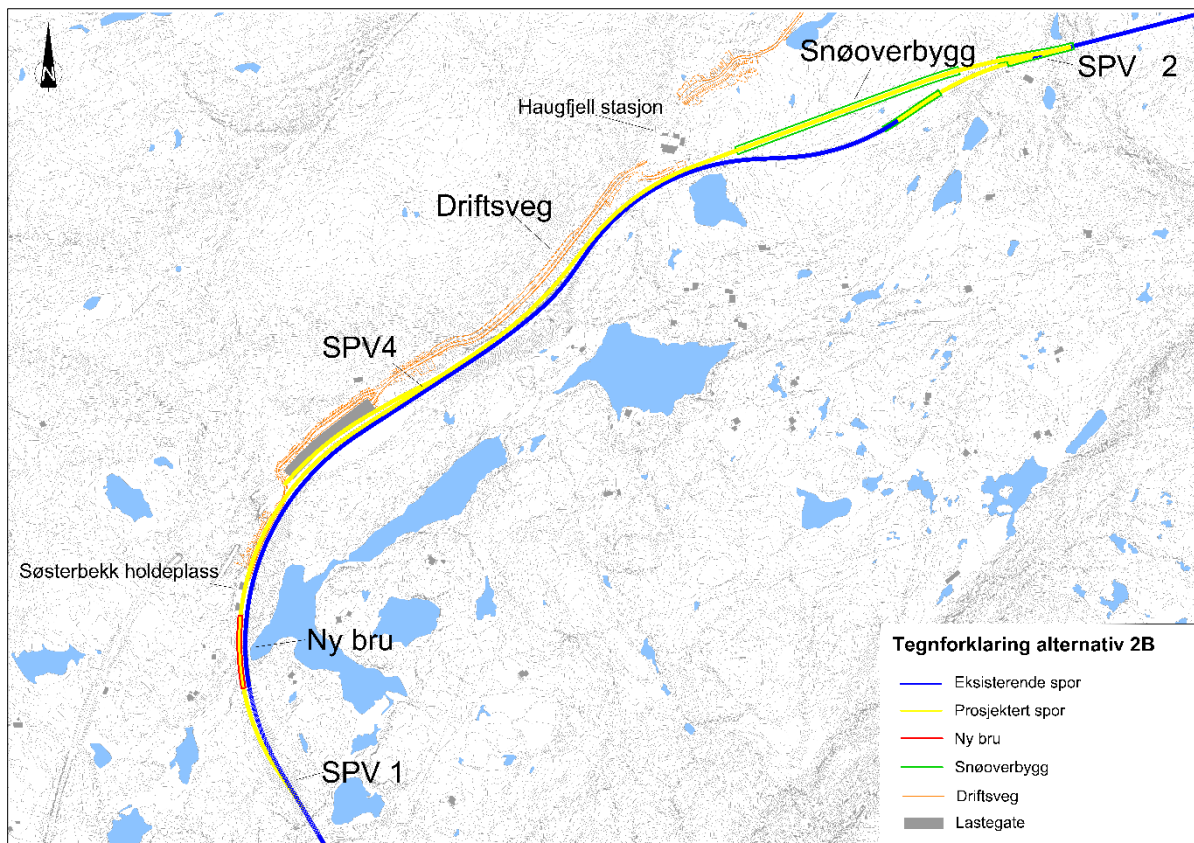 N
Snøoverbygg
SPV 2
Haugfjell stasjon
Driftsveg
SPV4
Søsterbekk holdeplass
Ny bru
SPV 1
Tegnforklaring alternativ 2B
Eksisterende spor
Prosjektert spor
Ny bru
Snøoverbygg
Driftsveg
Lastegate